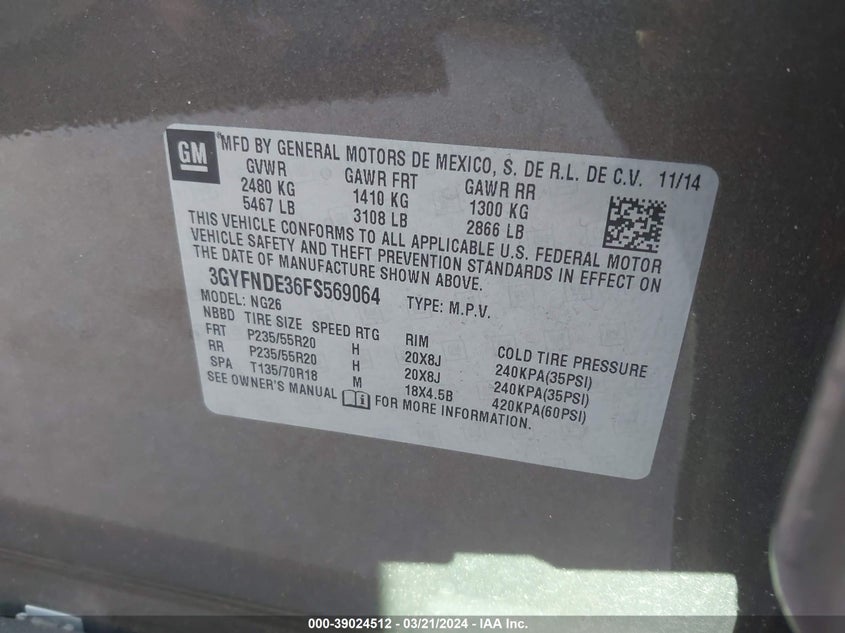 GM
*MFD BY GENERAL MOTORS DE MEXICO, S. DE R.L. DE C.V. 11/14
GVWR GAWR FRT GAWR RR
2480 KG 1410 KG 1300 KG
5467 LB 3108 LB 2866 LB
THIS VEHICLE CONFORMS TO ALL APPLICABLE U.S. FEDERAL MOTOR
VEHICLE SAFETY AND THEFT PREVENTION STANDARDS IN EFFECT ON
THE DATE OF MANUFACTURE SHOWN ABOVE.
3GYFNDE36FS569064 TYPE: M.P.V.
MODEL: NG26
NBBD TIRE SIZE SPEED RTG RIM COLD TIRE PRESSURE
FRT P235/55R20 H 20X8J 240KPA(35PSI)
RR P235/55R20 H 20X8J 240KPA(35PSI)
SPA T135/70R18 M 18X4.5B 420KPA(60PSI)
SEE OWNER'S MANUAL FOR MORE INFORMATION.
000-39024512 - 03/21/2024 - IAA Inc.